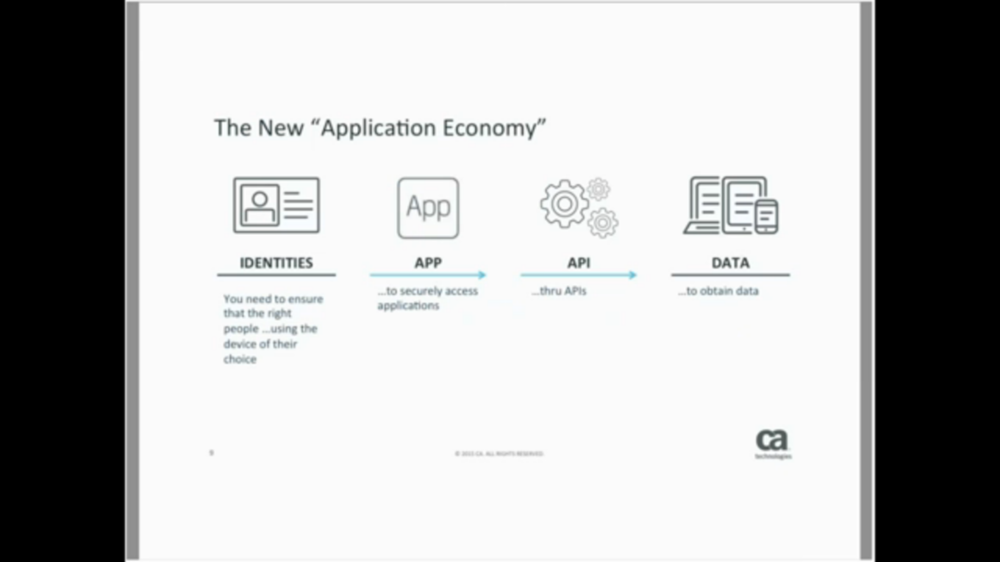 The New “Application Economy”
App
IDENTITIES
You need to ensure
that the right
people ...using the
device of their
choice
APP
...to securely access
applications
API
...thru APIs
DATA
...to obtain data
9
© 2015 CA. ALL RIGHTS RESERVED.
ca
technologies